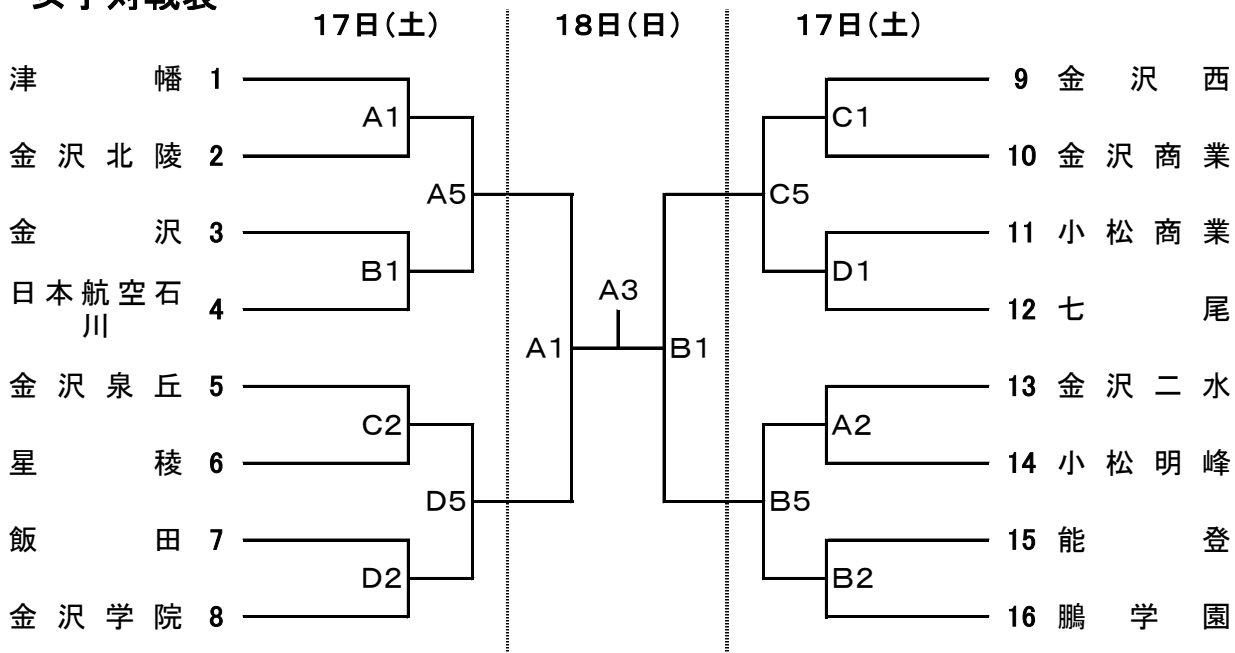 女子対戦表
17日(土) 18日(日) 17日(土)
津幡 1
A1
金沢北陵 2
A5
金沢 3
B1
日本航空石川 4
A1
金沢泉丘 5
C2
星稜 6
D5
飯田 7
D2
金沢学院 8
A3
9 金沢西
C1
10 金沢商業
C5
11 小松商業
D1
12 七尾
B1
13 金沢二水
A2
14 小松明峰
B5
15 能登
B2
16 鵬学園